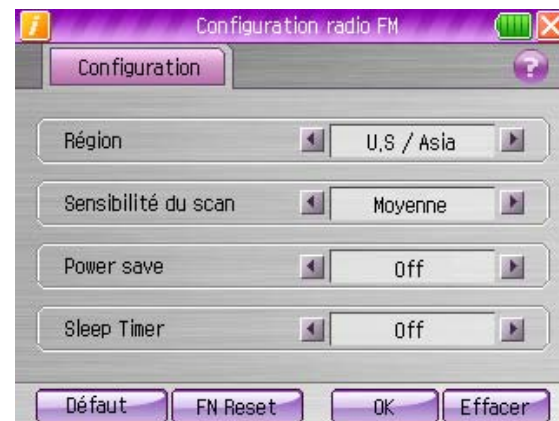 Configuration radio FM
Configuration
?
Région U,S / Asia
Sensibilité du scan Moyenne
Power save Off
Sleep Timer Off
Défaut FN Reset OK Effacer